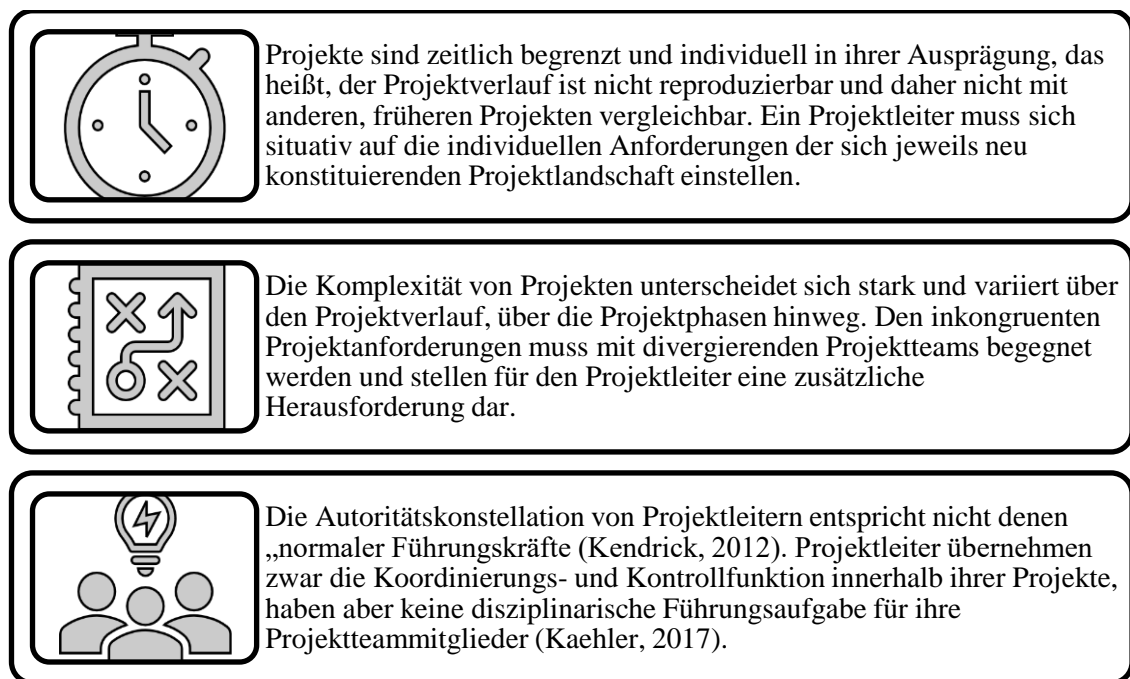 Projekte sind zeitlich begrenzt und individuell in ihrer Ausprägung, das
heißt, der Projektverlauf ist nicht reproduzierbar und daher nicht mit
anderen, früheren Projekten vergleichbar. Ein Projektleiter muss sich
situativ auf die individuellen Anforderungen der sich jeweils neu
konstituierenden Projektlandschaft einstellen.
Die Komplexität von Projekten unterscheidet sich stark und variiert über
den Projektverlauf, über die Projektphasen hinweg. Den inkongruenten
Projektanforderungen muss mit divergierenden Projektteams begegnet
werden und stellen für den Projektleiter eine zusätzliche
Herausforderung dar.
Die Autoritätskonstellation von Projektleitern entspricht nicht denen
„normaler Führungskräfte (Kendrick, 2012). Projektleiter übernehmen
zwar die Koordinierungs- und Kontrollfunktion innerhalb ihrer Projekte,
haben aber keine disziplinarische Führungsaufgabe für ihre
Projektteammitglieder (Kaehler, 2017).